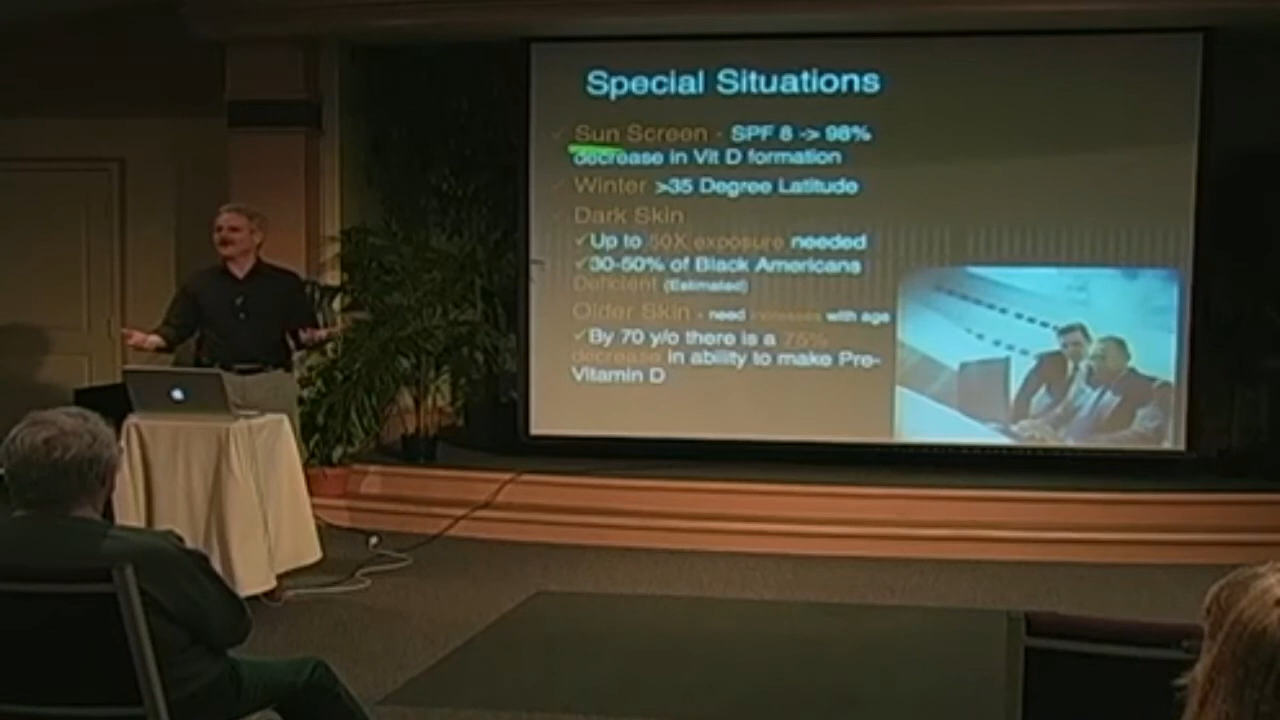 Special Situations
✓ Sun Screen - SPF 8 -> 98%
decrease in Vit D formation
✓ Winter >35 Degree Latitude
✓ Dark Skin
✓Up to 50X exposure needed
✓30-50% of Black Americans
Deficient (Estimated)
Older Skin - need increases with age
✓By 70 y/o there is a 75%
decrease in ability to make Pre-
Vitamin D